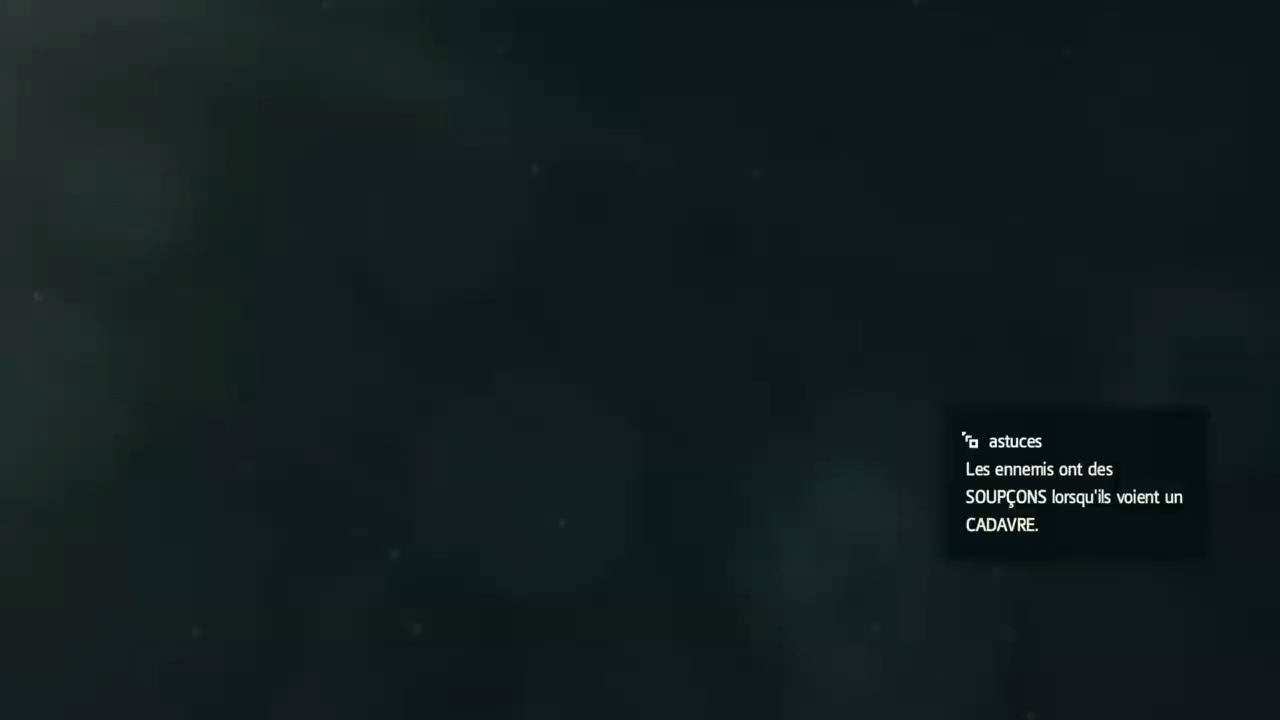 astuces
Les ennemis ont des
SOUPÇONS lorsqu'ils voient un
CADAVRE.